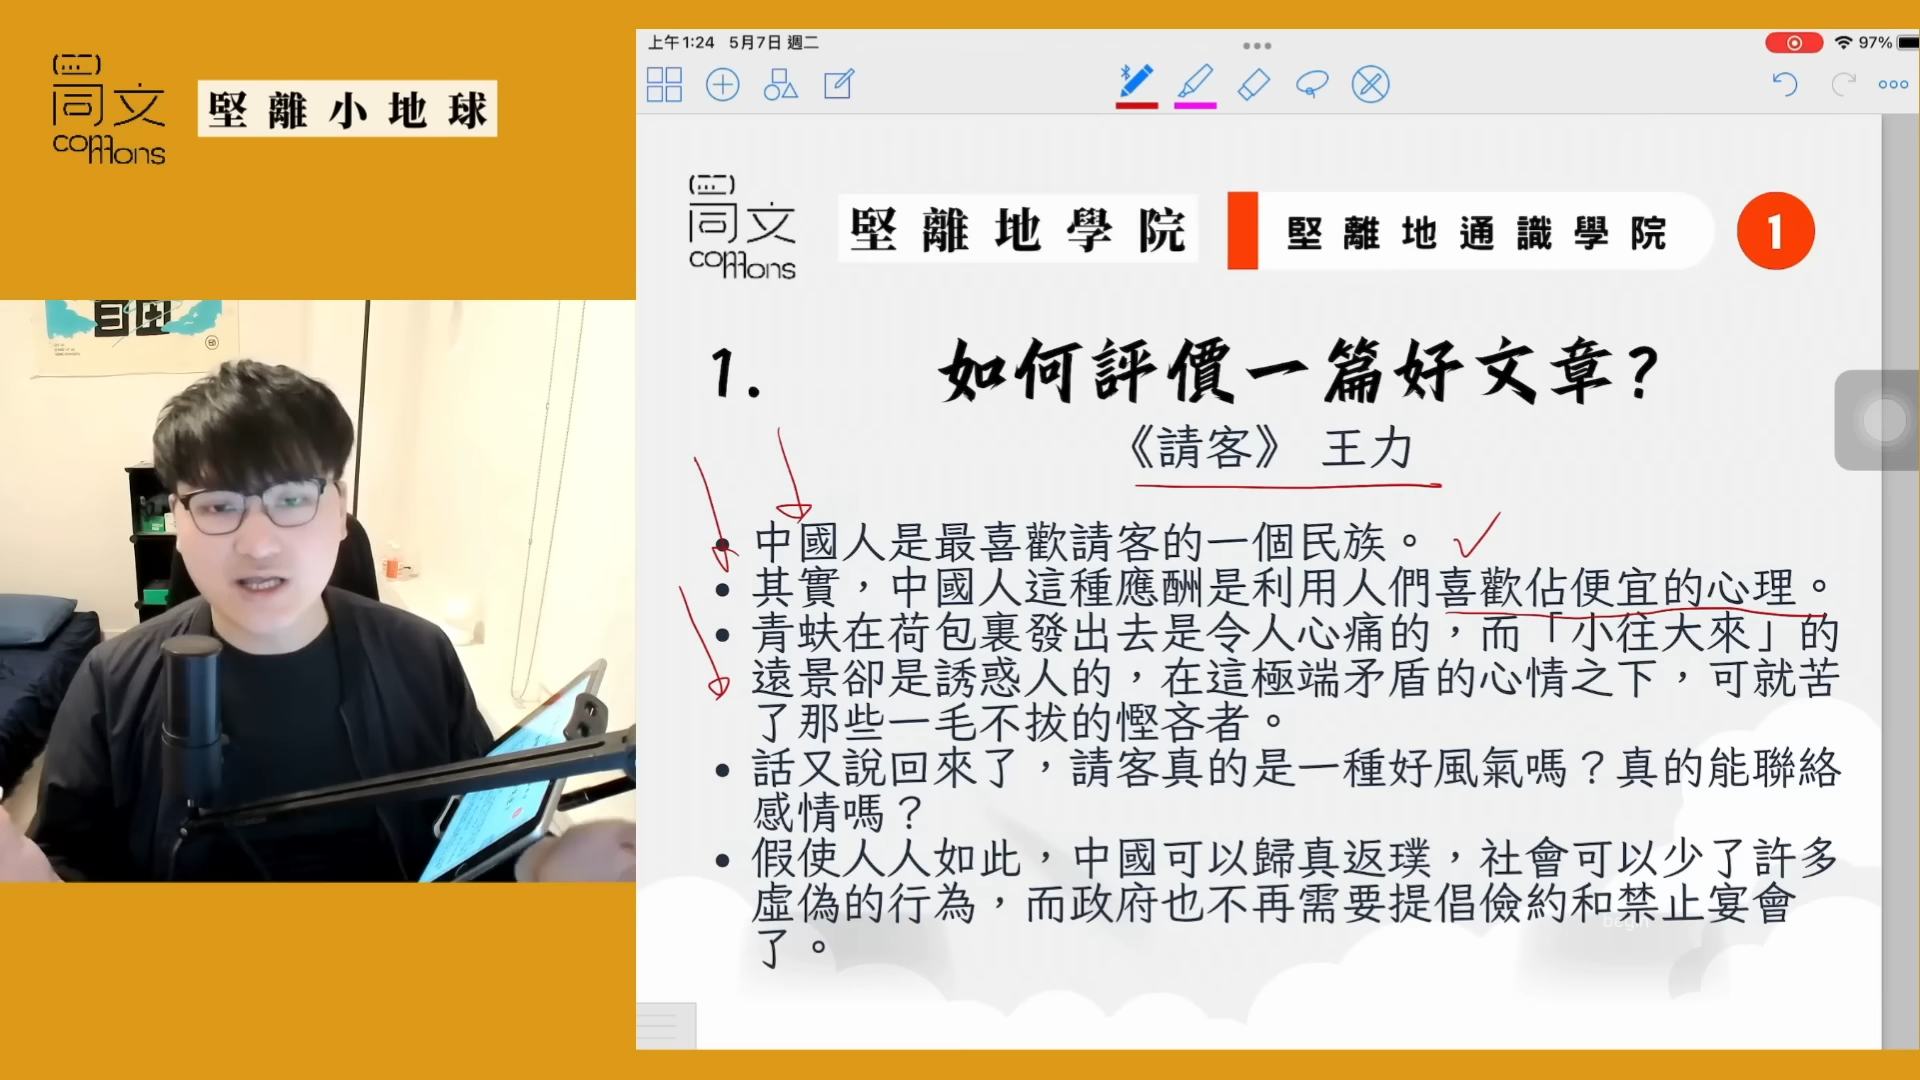 同文
commons
堅離小地球
自由
上午1:24 5月7日 週二
97%
同文
commons
堅離地學院
堅離地通識學院
1
1. 如何評價一篇好文章?
《請客》 王力
• 中國人是最喜歡請客的一個民族。
• 其實，中國人這種應酬是利用人們喜歡佔便宜的心理。
• 青蚨在荷包裏發出去是令人心痛的，而「小往大來」的
遠景卻是誘惑人的，在這極端矛盾的心情之下，可就苦
了那些一毛不拔的慳吝者。
• 話又說回來了，請客真的是一種好風氣嗎？真的能聯絡
感情嗎？
• 假使人人如此，中國可以歸真返璞，社會可以少了許多
虛偽的行為，而政府也不再需要提倡儉約和禁止宴會
了。
begin